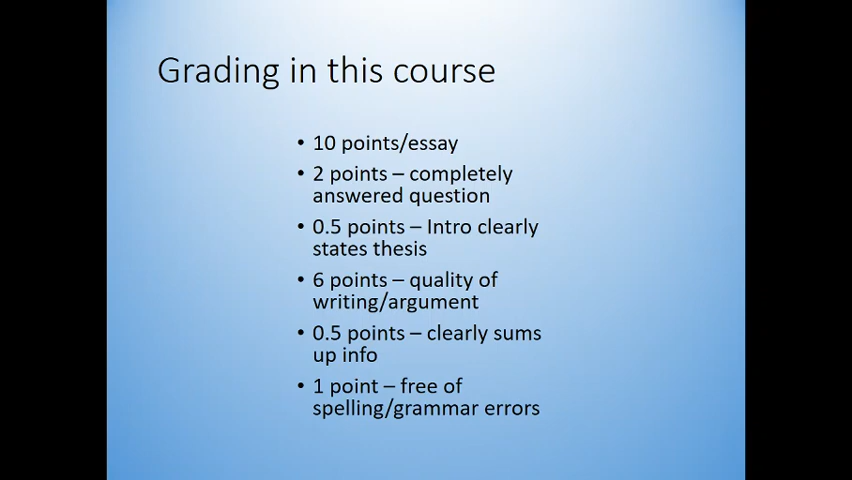 Grading in this course
• 10 points/essay
• 2 points – completely
answered question
• 0.5 points – Intro clearly
states thesis
• 6 points – quality of
writing/argument
• 0.5 points – clearly sums
up info
• 1 point – free of
spelling/grammar errors